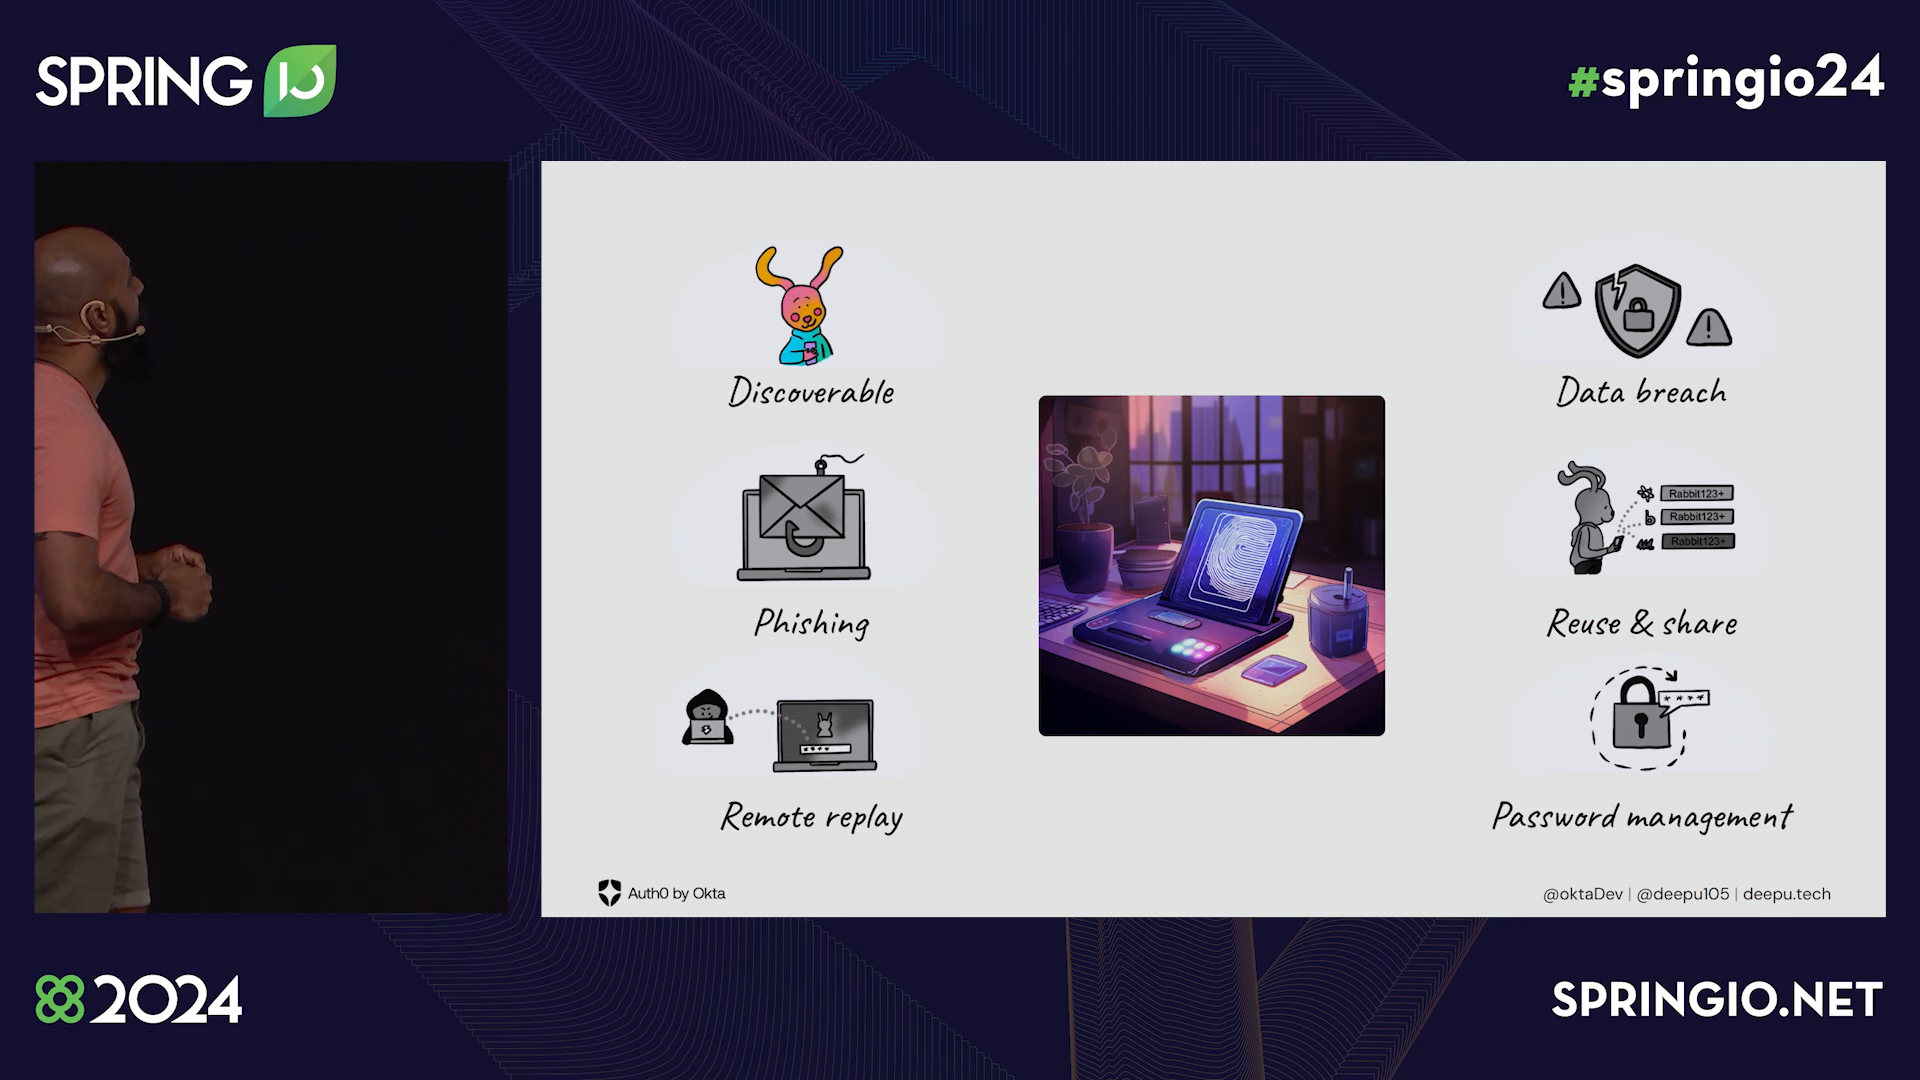 SPRING IO
#springio24
Discoverable
Data breach
Rabbit123+
Rabbit123+
Rabbit123+
Phishing
Reuse & share
****
****
Remote replay
Password management
Auth0 by Okta
@oktaDev | @deepu105 | deepu.tech
2024
SPRINGIO.NET